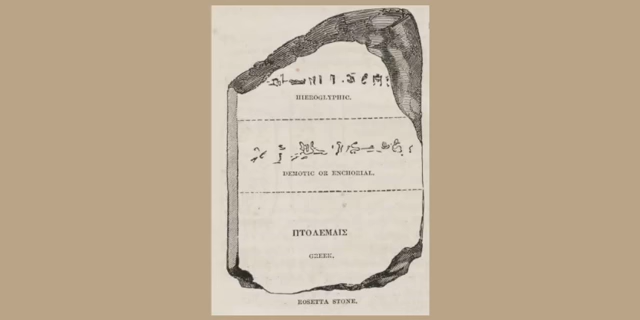 HIEROGLYPHIC.
DEMOTIC OR ENCHORIAL.
ΠΤΟΛΕΜΑΙΣ
GREEK.
ROSETTA STONE.